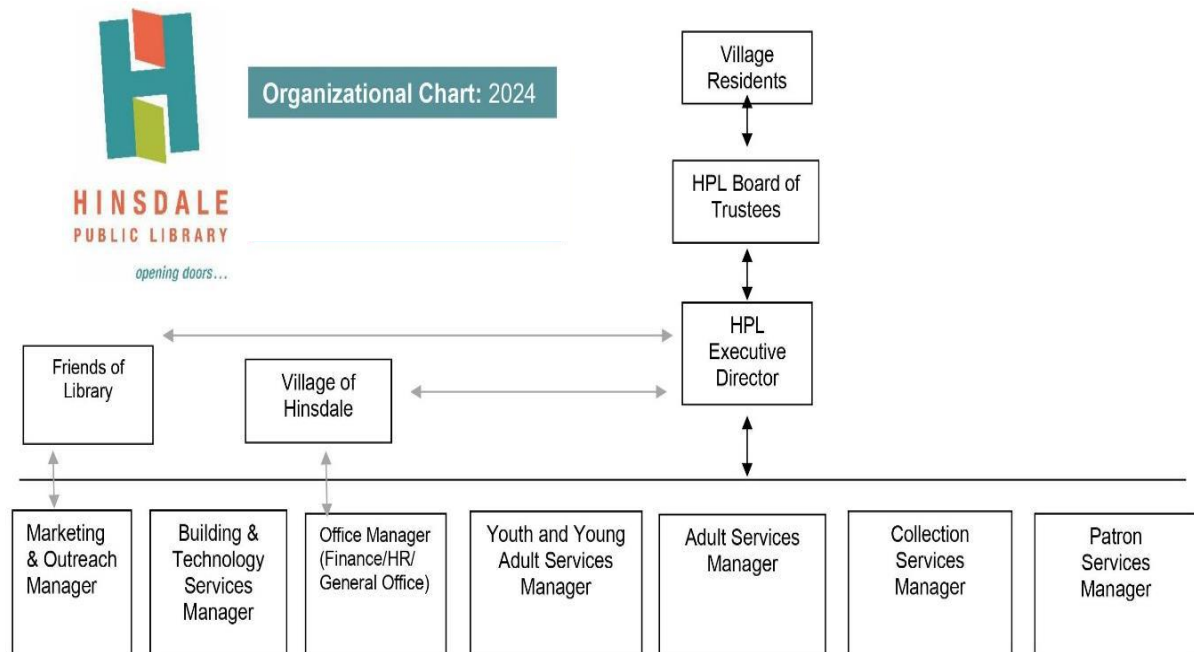 HINSDALE
PUBLIC LIBRARY
opening doors...
Organizational Chart: 2024
Village
Residents
HPL Board of
Trustees
HPL
Executive
Director
Friends of
Library
Village of
Hinsdale
Marketing
& Outreach
Manager
Building &
Technology
Services
Manager
Office Manager
(Finance/HR/
General Office)
Youth and Young
Adult Services
Manager
Adult Services
Manager
Collection
Services
Manager
Patron
Services
Manager